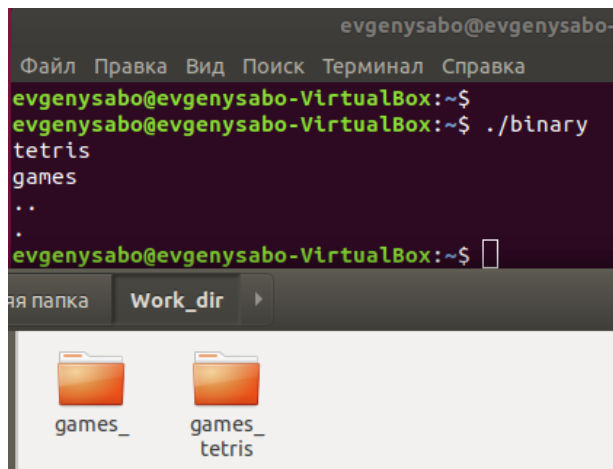 evgenysabo@evgenysabo-
Файл Правка Вид Поиск Терминал Справка
evgenysabo@evgenysabo-VirtualBox:~$
evgenysabo@evgenysabo-VirtualBox:~$ ./binary
tetris
games
..
.
evgenysabo@evgenysabo-VirtualBox:~$
яя папка Work_dir
games_
games_
tetris